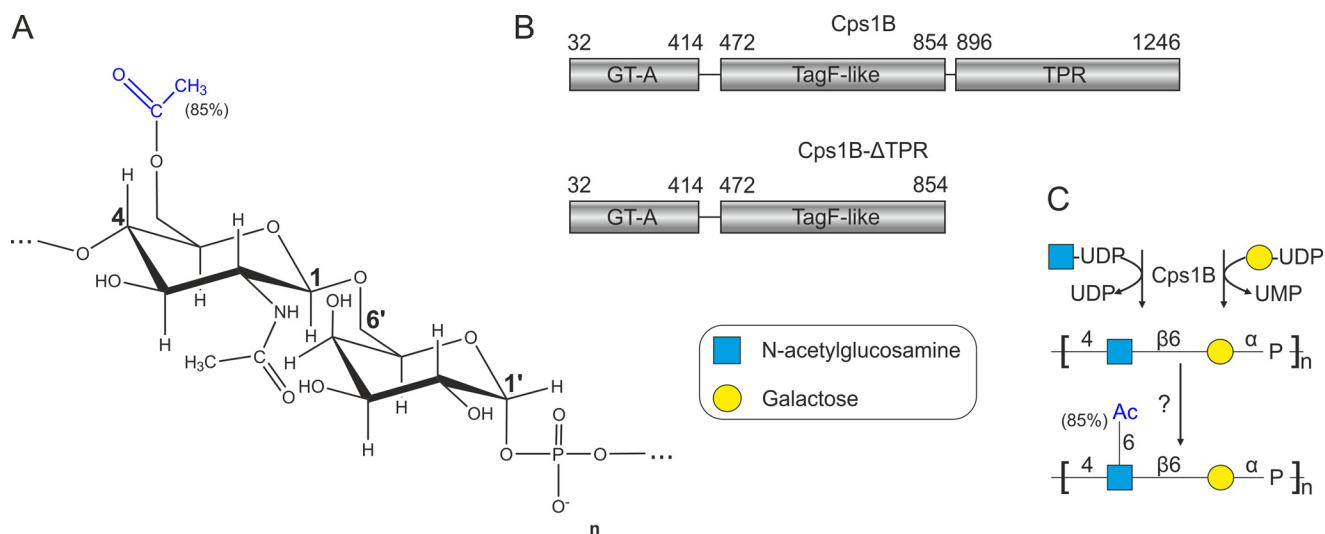 A
O
CH₃
C
(85%)
O
H
4
H
O
...
O
HO
H
1
O
H
NH
OH
H
6'
H
O
H
H₃C
C
O
H
HO
1'
H
H
OH
O
H
O
P
O
...
O⁻
n
B
Cps1B
32 414 472 854 896 1246
GT-A TagF-like TPR
Cps1B-ΔTPR
32 414 472 854
GT-A TagF-like
N-acetylglucosamine
Galactose
C
UDP Cps1B UDP
UDP UMP
[ 4 β6 α P ]n
?
(85%) Ac
6
[ 4 β6 α P ]n